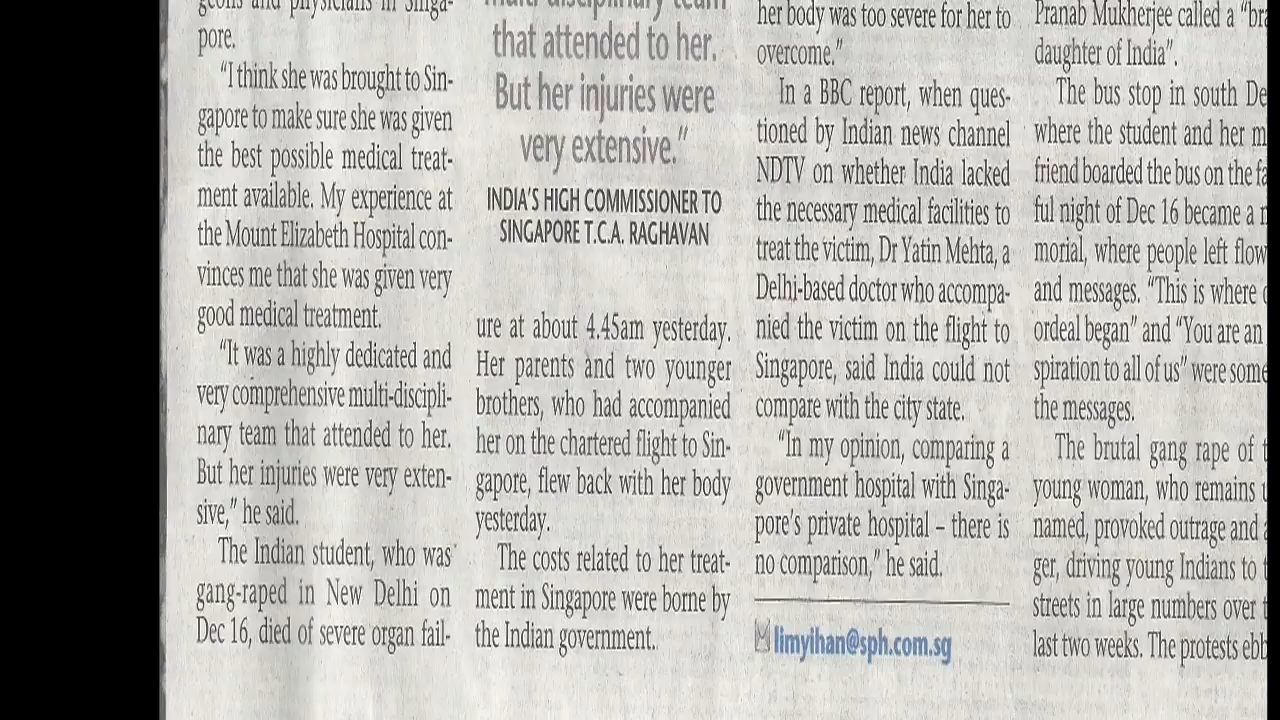 pore.
“I think she was brought to Sin-
gapore to make sure she was given
the best possible medical treat-
ment available. My experience at
the Mount Elizabeth Hospital con-
vinces me that she was given very
good medical treatment.
“It was a highly dedicated and
very comprehensive multi-discipli-
nary team that attended to her.
But her injuries were very exten-
sive,” he said.
The Indian student, who was
gang-raped in New Delhi on
Dec 16, died of severe organ fail-
that attended to her.
But her injuries were
very extensive.”
INDIA’S HIGH COMMISSIONER TO
SINGAPORE T.C.A. RAGHAVAN
ure at about 4.45am yesterday.
Her parents and two younger
brothers, who had accompanied
her on the chartered flight to Sin-
gapore, flew back with her body
yesterday.
The costs related to her treat-
ment in Singapore were borne by
the Indian government.
her body was too severe for her to
overcome.”
In a BBC report, when ques-
tioned by Indian news channel
NDTV on whether India lacked
the necessary medical facilities to
treat the victim, Dr Yatin Mehta, a
Delhi-based doctor who accompa-
nied the victim on the flight to
Singapore, said India could not
compare with the city state.
“In my opinion, comparing a
government hospital with Singa-
pore’s private hospital – there is
no comparison,” he said.
limyihan@sph.com.sg
Pranab Mukherjee called a
daughter of India”.
The bus stop in south
where the student and her
friend boarded the bus on the
ful night of Dec 16 became a
morial, where people left
and messages. “This is where
ordeal began” and “You are an
spiration to all of us” were
the messages.
The brutal gang rape of
young woman, who remains
named, provoked outrage and
ger, driving young Indians to
streets in large numbers over
last two weeks. The protests